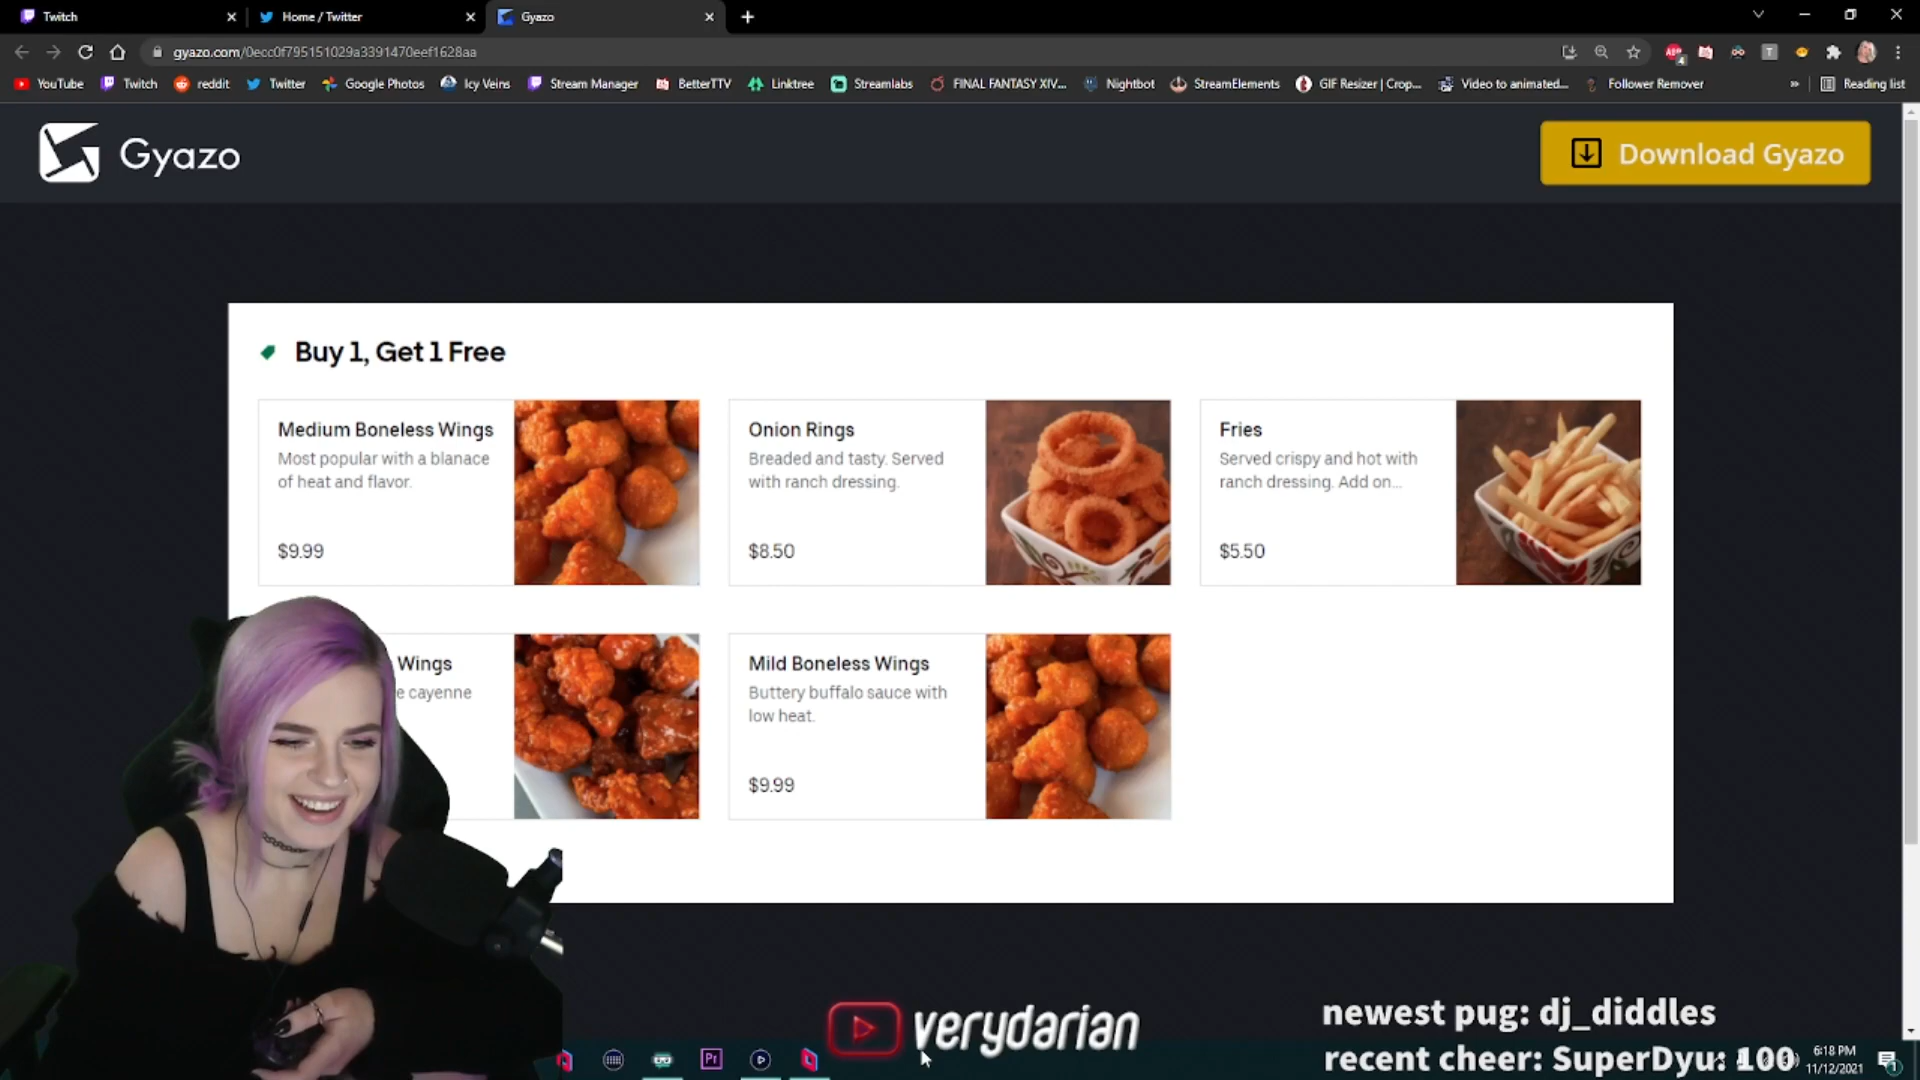 Twitch
Home / Twitter
Gyazo
gyazo.com/0ecc0f795151029a3391470eef1628aa
YouTube
Twitch
reddit
Twitter
Google Photos
Icy Veins
Stream Manager
BetterTTV
Linktree
Streamlabs
FINAL FANTASY XIV...
Nightbot
StreamElements
GIF Resizer | Crop...
Video to animated...
Follower Remover
»
Reading list
Gyazo
Download Gyazo
Buy 1, Get 1 Free
Medium Boneless Wings
Most popular with a blanace
of heat and flavor.
$9.99
Onion Rings
Breaded and tasty. Served
with ranch dressing.
$8.50
Fries
Served crispy and hot with
ranch dressing. Add on...
$5.50
Wings
cayenne
Mild Boneless Wings
Buttery buffalo sauce with
low heat.
$9.99
verydarian
newest pug: dj_diddles
recent cheer: SuperDyu: 100
Pr
6:18 PM
11/12/2021